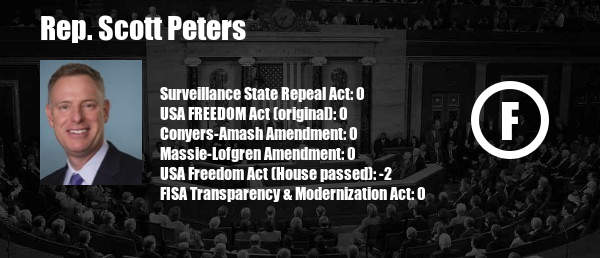 Rep. Scott Peters
Surveillance State Repeal Act: 0
USA FREEDOM Act (original): 0
Conyers-Amash Amendment: 0
Massie-Lofgren Amendment: 0
USA Freedom Act (House passed): -2
FISA Transparency & Modernization Act: 0
F